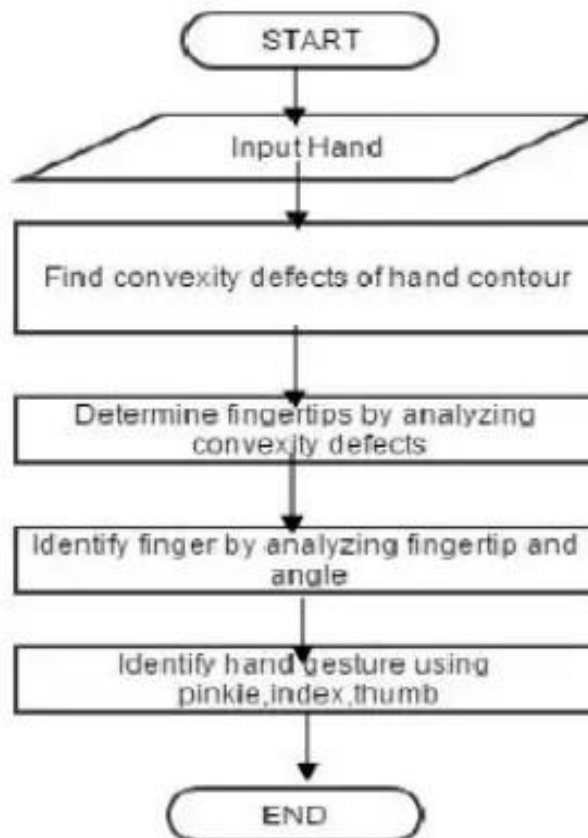 START
Input Hand
Find convexity defects of hand contour
Determine fingertips by analyzing
convexity defects
Identify finger by analyzing fingertip and
angle
Identify hand gesture using
pinkie,index,thumb
END